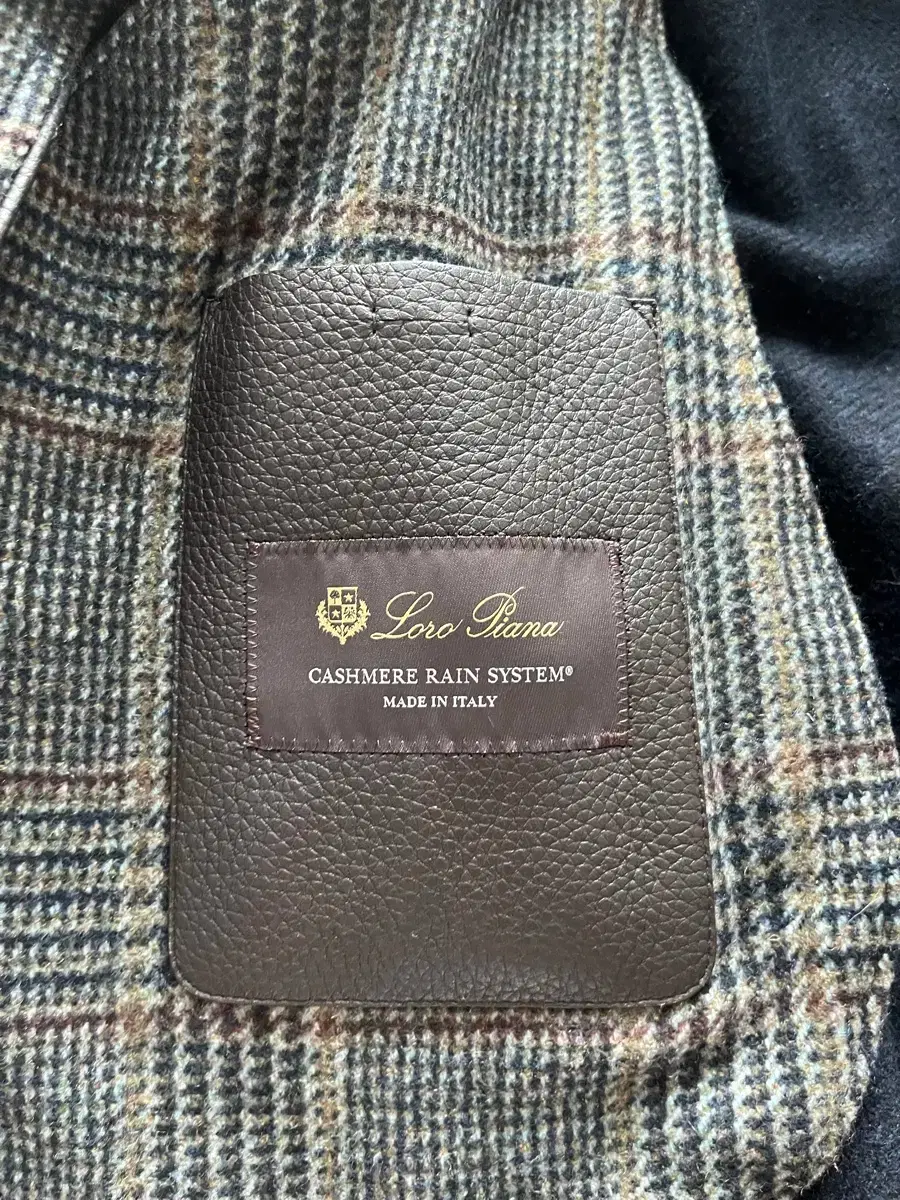 Loro Piana
CASHMERE RAIN SYSTEM®
MADE IN ITALY